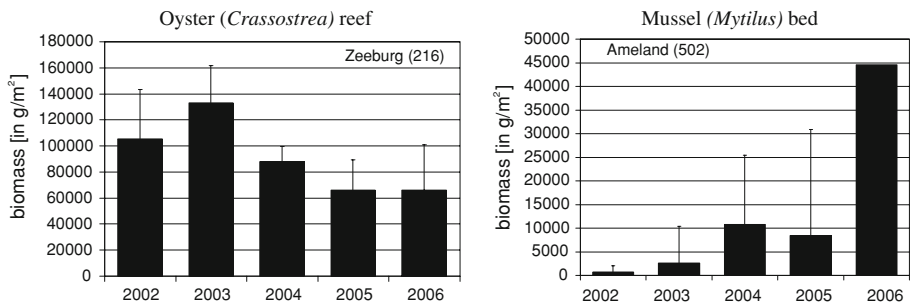 Oyster (Crassostrea) reef
180000
160000
140000
120000
100000
80000
60000
40000
20000
0
biomass [in g/m²]
Zeeburg (216)
2002 2003 2004 2005 2006
Mussel (Mytilus) bed
50000
45000
40000
35000
30000
25000
20000
15000
10000
5000
0
biomass [in g/m²]
Ameland (502)
2002 2003 2004 2005 2006